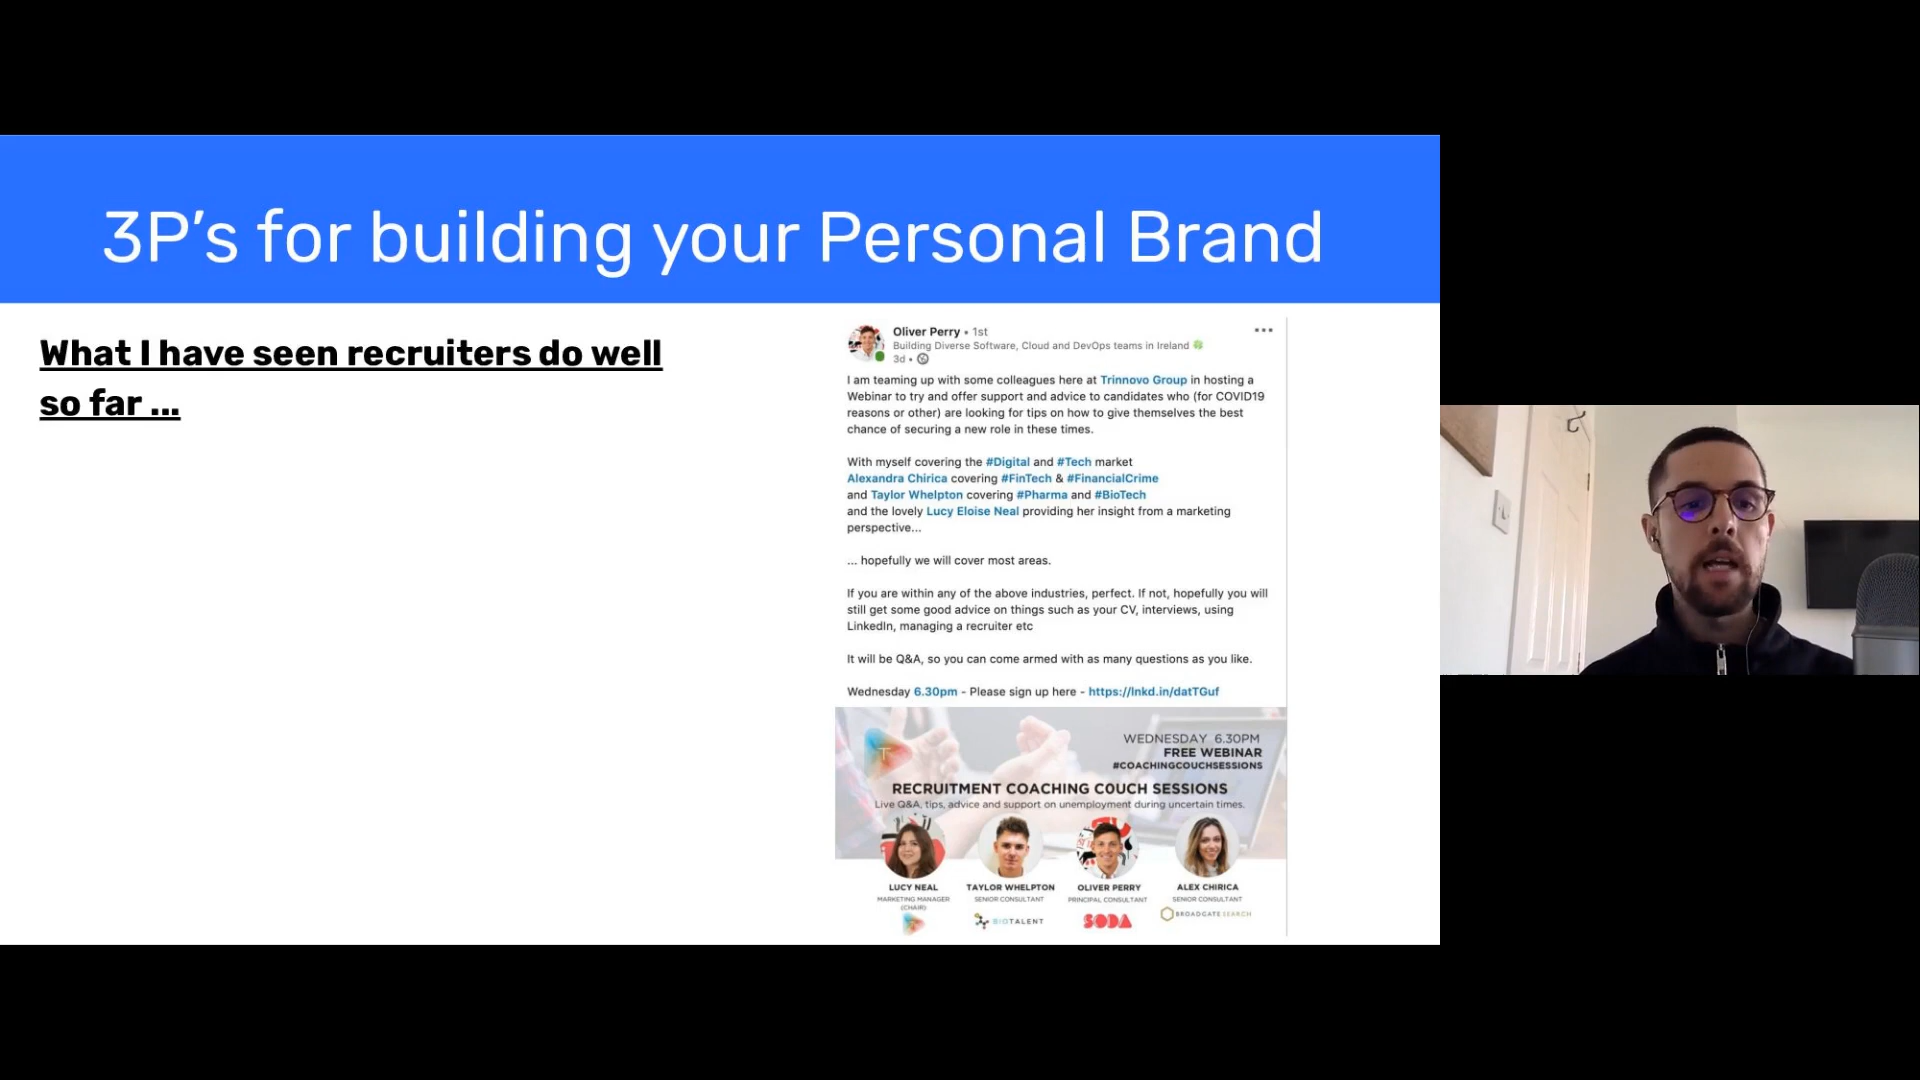 3P's for building your Personal Brand
What I have seen recruiters do well
so far ...
Oliver Perry • 1st
Building Diverse Software, Cloud and DevOps teams in Ireland
3d •
I am teaming up with some colleagues here at Trinnovo Group in hosting a
Webinar to try and offer support and advice to candidates who (for COVID19
reasons or other) are looking for tips on how to give themselves the best
chance of securing a new role in these times.
With myself covering the #Digital and #Tech market
Alexandra Chirica covering #FinTech & #FinancialCrime
and Taylor Whelpton covering #Pharma and #BioTech
and the lovely Lucy Eloise Neal providing her insight from a marketing
perspective...
... hopefully we will cover most areas.
If you are within any of the above industries, perfect. If not, hopefully you will
still get some good advice on things such as your CV, interviews, using
LinkedIn, managing a recruiter etc
It will be Q&A, so you can come armed with as many questions as you like.
Wednesday 6.30pm - Please sign up here - https://lnkd.in/datTGuf
WEDNESDAY 6.30PM
FREE WEBINAR
#COACHINGCOUCHSESSIONS
T
RECRUITMENT COACHING COUCH SESSIONS
Live Q&A, tips, advice and support on unemployment during uncertain times.
LUCY NEAL TAYLOR WHELPTON OLIVER PERRY ALEX CHIRICA
MARKETING MANAGER SENIOR CONSULTANT PRINCIPAL CONSULTANT SENIOR CONSULTANT
(CHAIR)
BIOTALENT SODA BROADGATE SEARCH